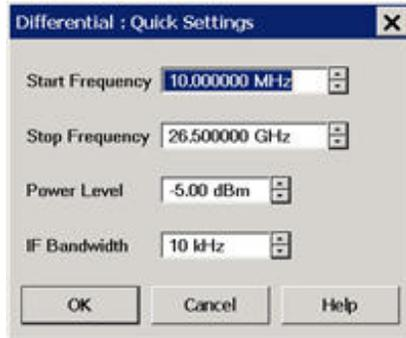 Differential : Quick Settings
Start Frequency 10.000000 MHz
Stop Frequency 26.500000 GHz
Power Level -5.00 dBm
IF Bandwidth 10 kHz
OK Cancel Help